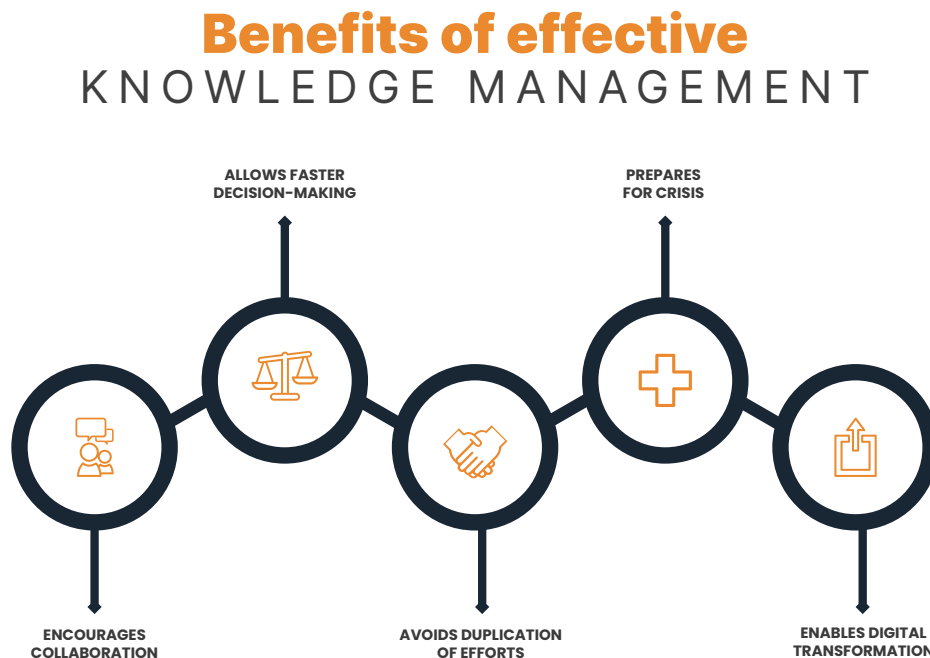 Benefits of effective
KNOWLEDGE MANAGEMENT
ALLOWS FASTER
DECISION-MAKING
PREPARES
FOR CRISIS
ENCOURAGES
COLLABORATION
AVOIDS DUPLICATION
OF EFFORTS
ENABLES DIGITAL
TRANSFORMATION